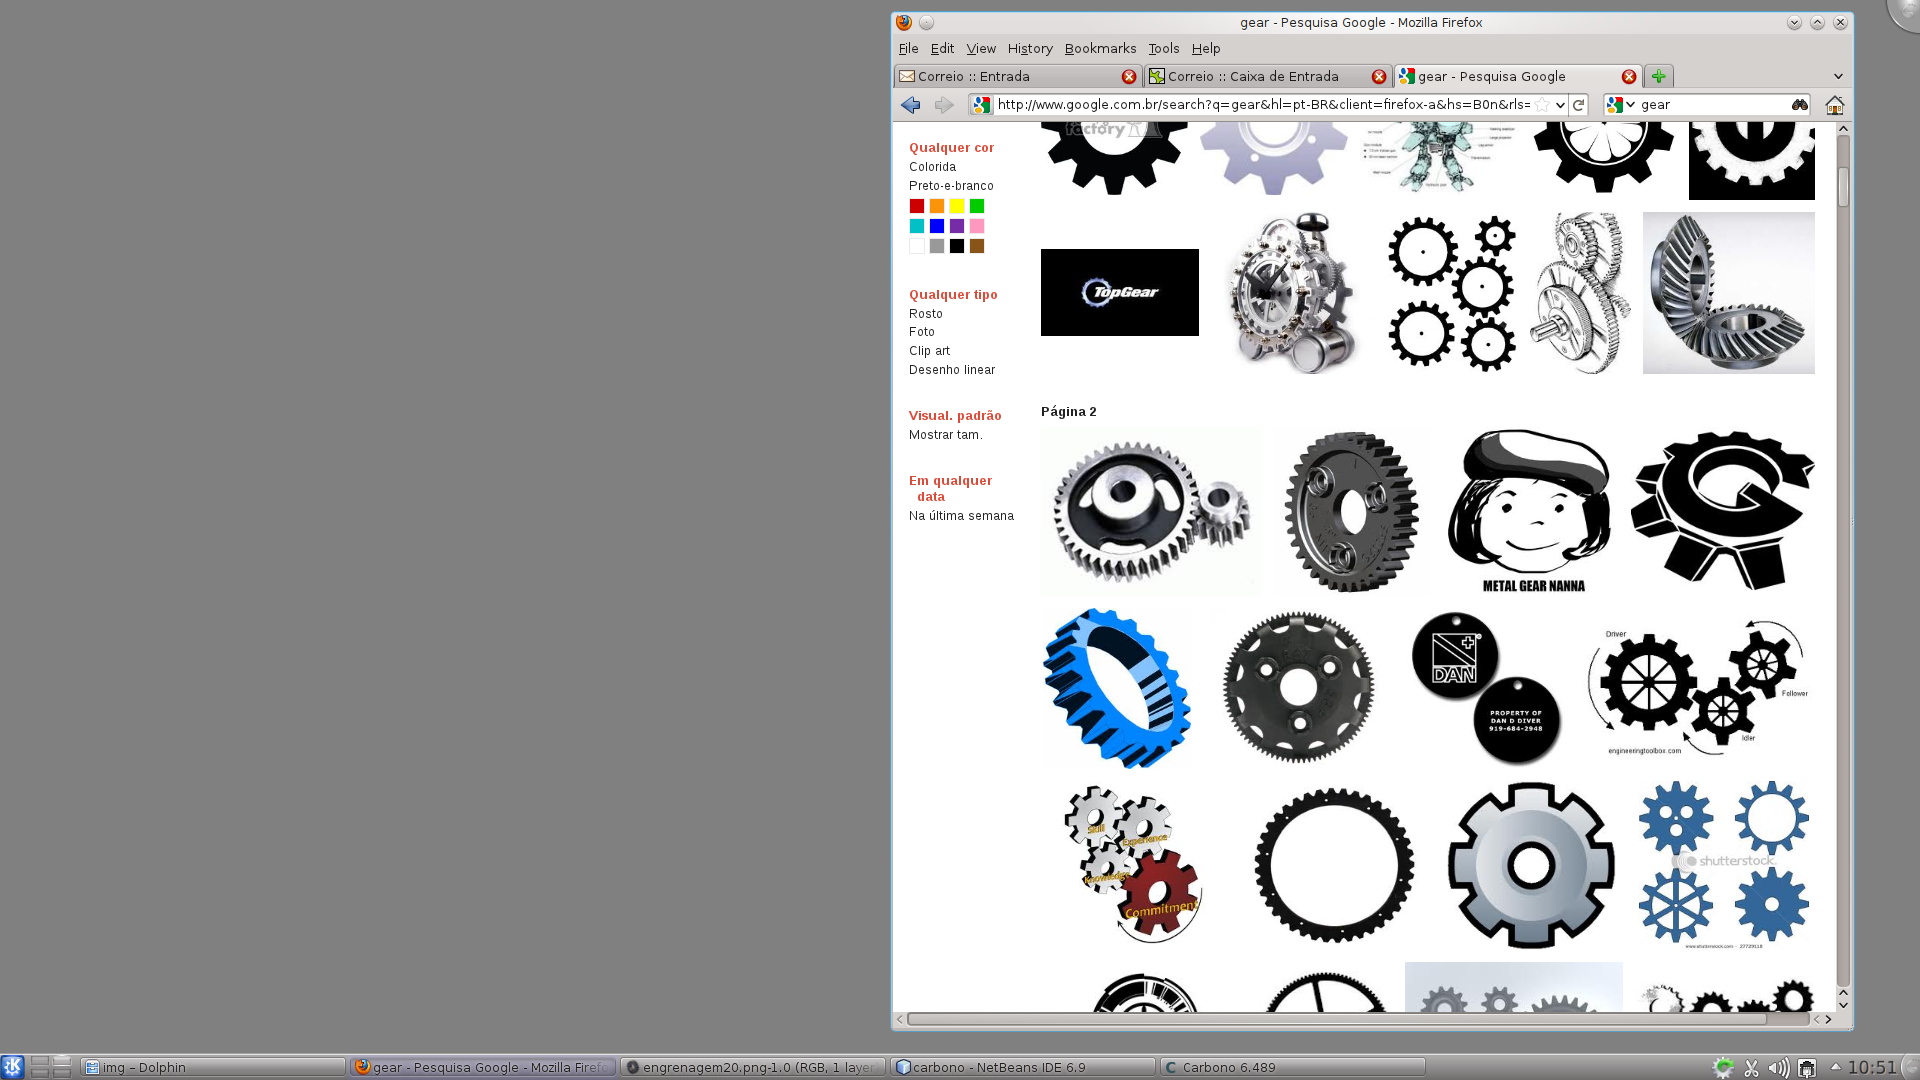 gear - Pesquisa Google - Mozilla Firefox
File Edit View History Bookmarks Tools Help
Correio :: Entrada
Correio :: Caixa de Entrada
gear - Pesquisa Google
http://www.google.com.br/search?q=gear&hl=pt-BR&client=firefox-a&hs=B0n&rls=
gear
factory
Qualquer cor
Colorida
Preto-e-branco
Qualquer tipo
Rosto
Foto
Clip art
Desenho linear
Visual. padrão
Mostrar tam.
Em qualquer
data
Na última semana
TopGear
Página 2
METAL GEAR NANNA
DAN
PROPERTY OF
DAN D DIVER
919-684-2948
Driver
Follower
Idler
engineeringtoolbox.com
Skill
Experience
Knowledge
Commitment
shutterstock
img – Dolphin
gear - Pesquisa Google - Mozilla Firefo
engrenagem20.png-1.0 (RGB, 1 layer
carbono - NetBeans IDE 6.9
Carbono 6.489
10:51